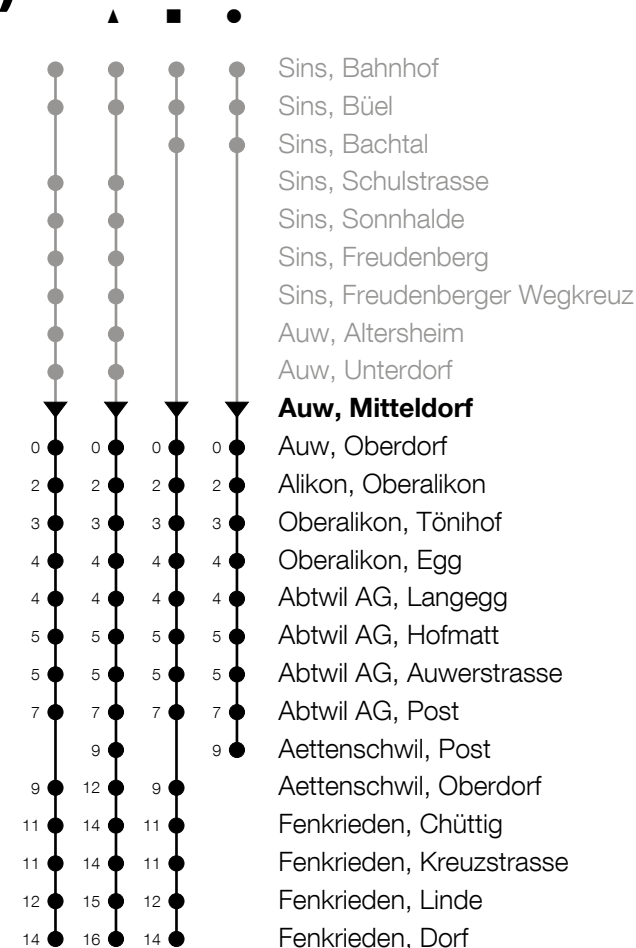 ▲ ■ ●
Sins, Bahnhof
Sins, Büel
Sins, Bachtal
Sins, Schulstrasse
Sins, Sonnhalde
Sins, Freudenberg
Sins, Freudenberger Wegkreuz
Auw, Altersheim
Auw, Unterdorf
Auw, Mitteldorf
0 0 0 0 Auw, Oberdorf
2 2 2 2 Alikon, Oberalikon
3 3 3 3 Oberalikon, Tönihof
4 4 4 4 Oberalikon, Egg
4 4 4 4 Abtwil AG, Langegg
5 5 5 5 Abtwil AG, Hofmatt
5 5 5 5 Abtwil AG, Auwerstrasse
7 7 7 7 Abtwil AG, Post
9 9 Aettenschwil, Post
9 12 9 Aettenschwil, Oberdorf
11 14 11 Fenkrieden, Chüttig
11 14 11 Fenkrieden, Kreuzstrasse
12 15 12 Fenkrieden, Linde
14 16 14 Fenkrieden, Dorf